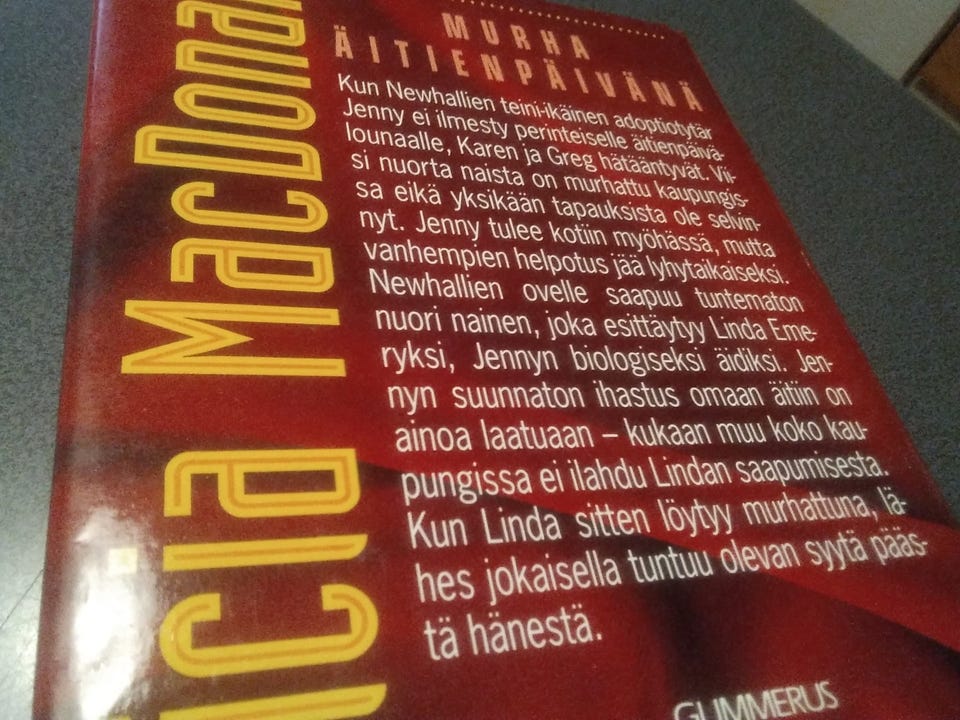 MURHA
ÄITIENPÄIVÄNÄ
Kun Newhallien teini-ikäinen adoptiotytär
Jenny ei ilmesty perinteiselle äitienpäivä-
lounaalle, Karen ja Greg hätääntyvät. Vii-
si nuorta naista on murhattu kaupungis-
sa eikä yksikään tapauksista ole selvin-
nyt. Jenny tulee kotiin myöhässä, mutta
vanhempien helpotus jää lyhytaikaiseksi.
Newhallien ovelle saapuu tuntematon
nuori nainen, joka esittäytyy Linda Eme-
ryksi, Jennyn biologiseksi äidiksi. Jen-
nyn suunnaton ihastus omaan äitiin on
ainoa laatuaan – kukaan muu koko kau-
pungissa ei ilahdu Lindan saapumisesta.
Kun Linda sitten löytyy murhattuna, lä-
hes jokaisella tuntuu olevan syytä pääs-
tä hänestä.
GUMMERUS
icia MacDonal